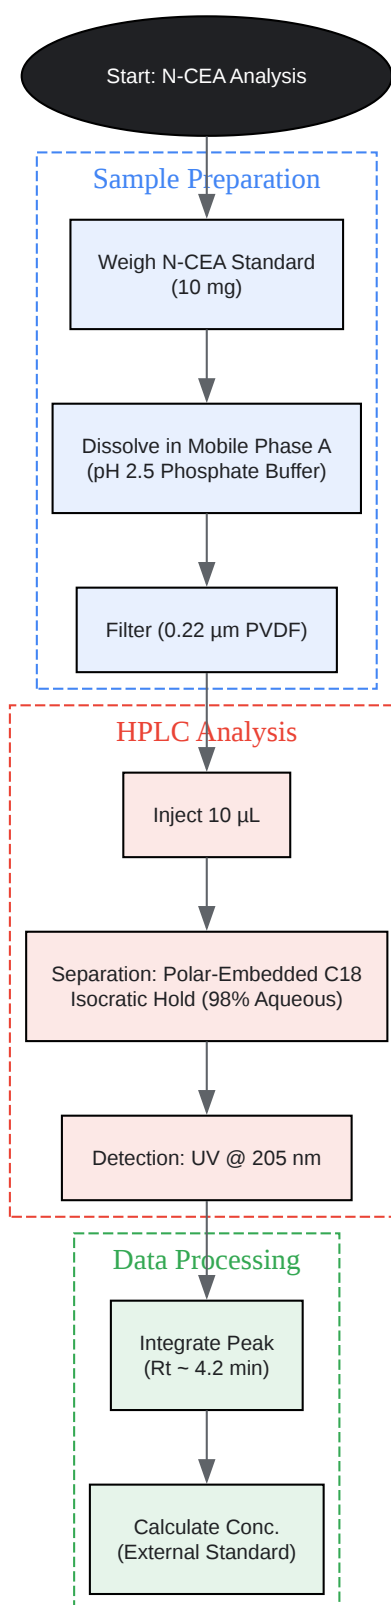 Start: N-CEA Analysis
Sample Preparation
Weigh N-CEA Standard
(10 mg)
Dissolve in Mobile Phase A
(pH 2.5 Phosphate Buffer)
Filter (0.22 µm PVDF)
HPLC Analysis
Inject 10 µL
Separation: Polar-Embedded C18
Isocratic Hold (98% Aqueous)
Detection: UV @ 205 nm
Data Processing
Integrate Peak
(Rt ~ 4.2 min)
Calculate Conc.
(External Standard)